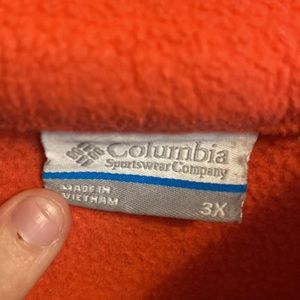 Columbia
Sportswear Company
MADE IN
VIETNAM
3X